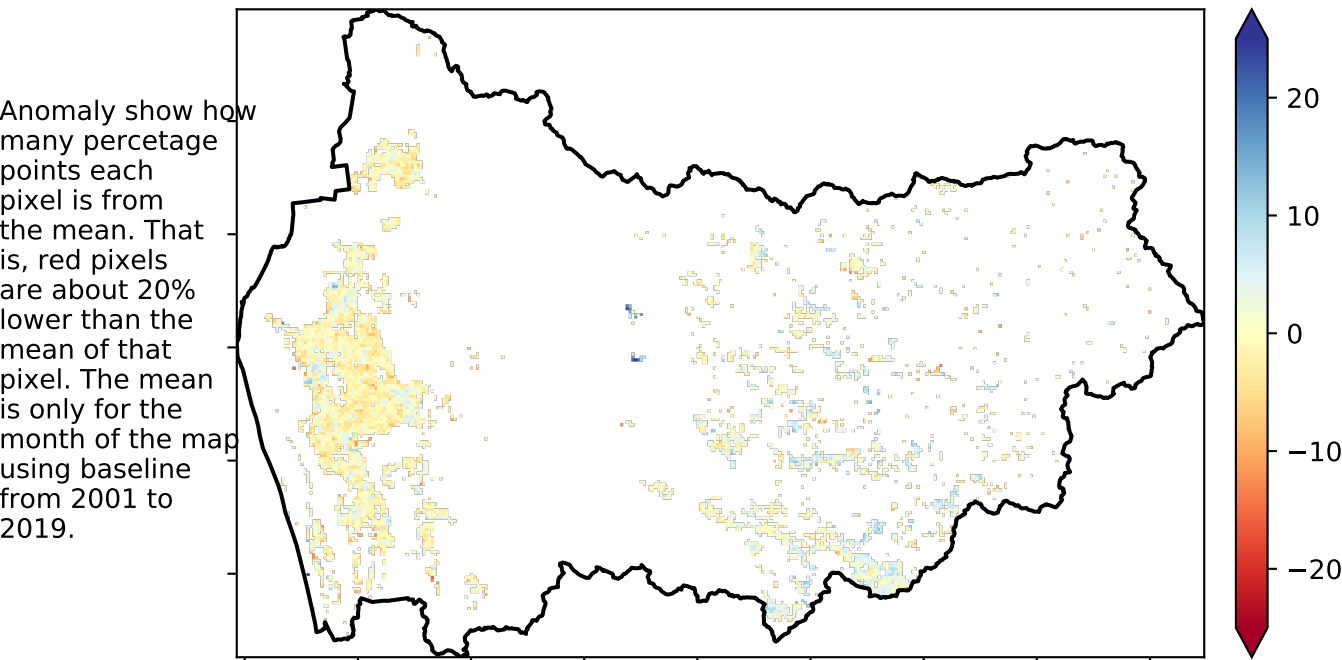 Anomaly show how
many percetage
points each
pixel is from
the mean. That
is, red pixels
are about 20%
lower than the
mean of that
pixel. The mean
is only for the
month of the map
using baseline
from 2001 to
2019.
20
10
0
−10
−20